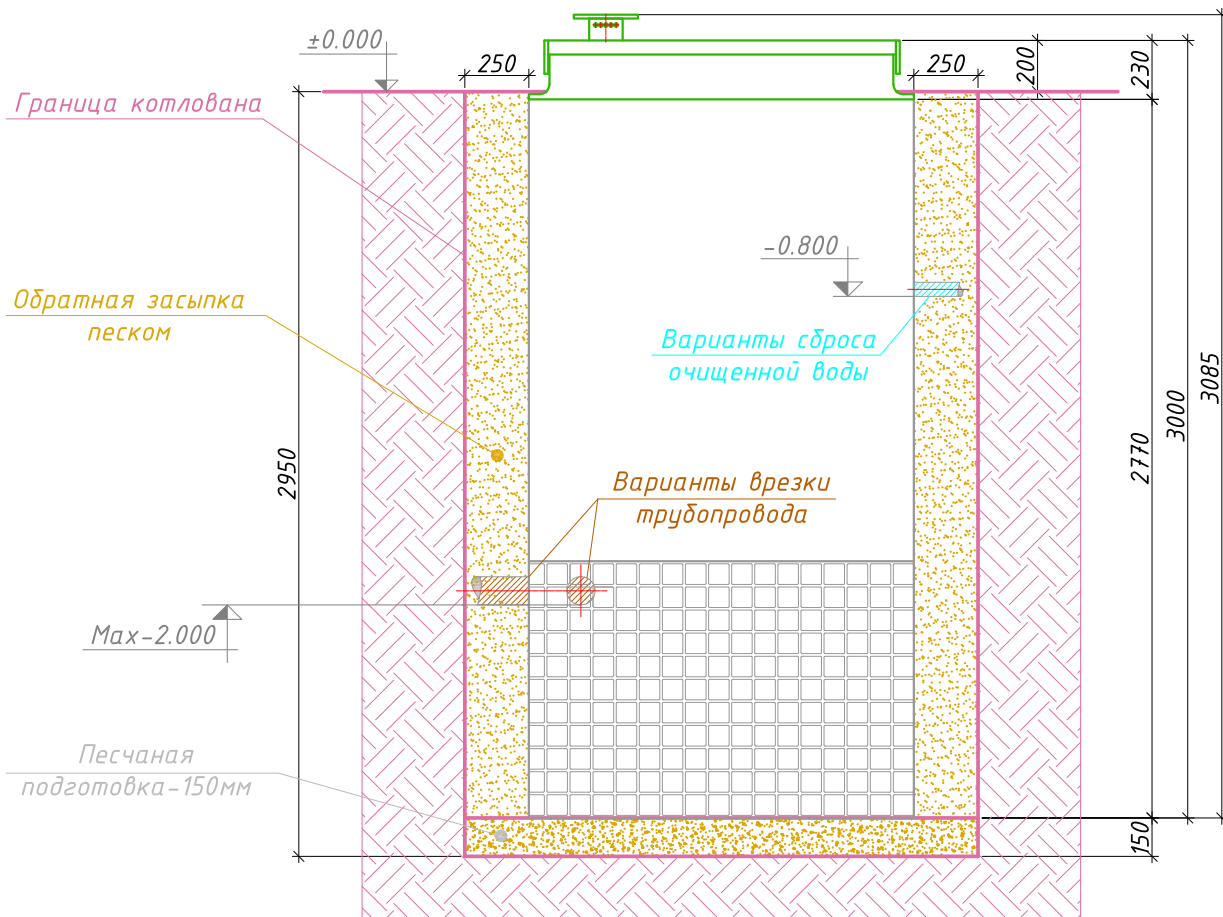 ±0.000
250
250
200
230
Граница котлована
-0.800
Обратная засыпка
песком
Варианты сброса
очищенной воды
3085
3000
2770
2950
Варианты врезки
трубопровода
Max-2.000
Песчаная
подготовка-150мм
150